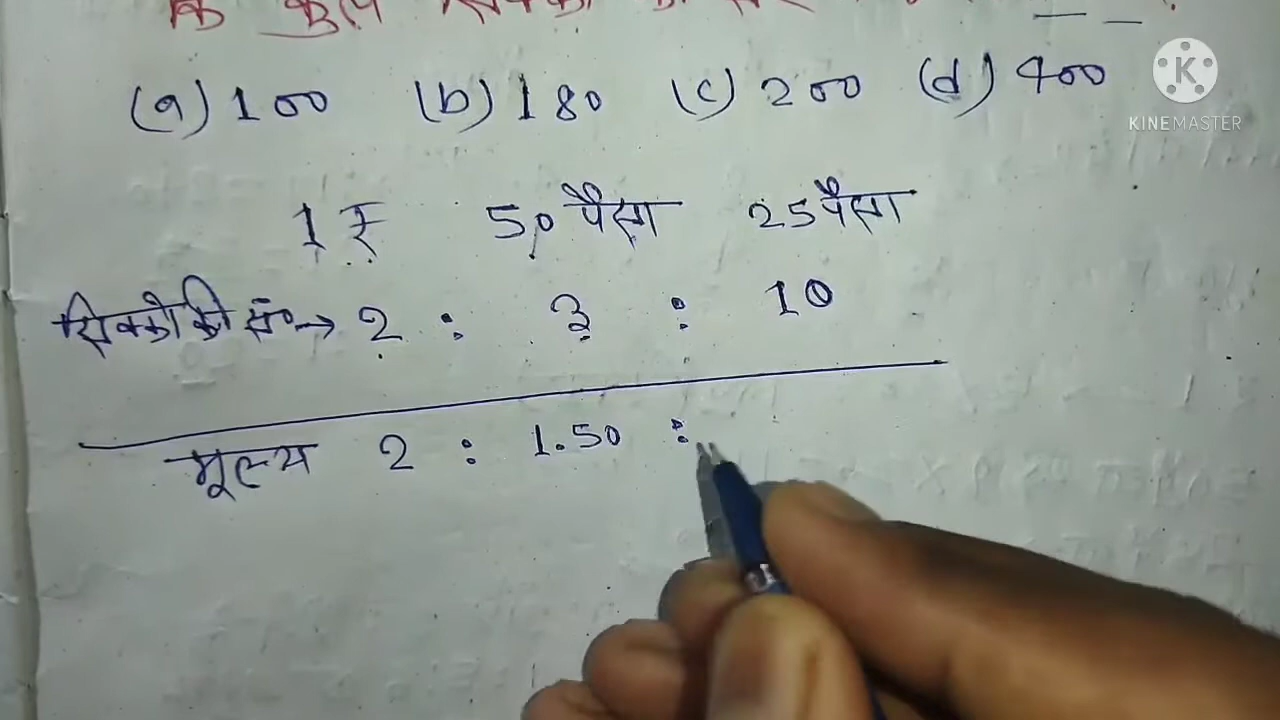 कि कुल सिक्कों
(a) 100 (b) 180 (c) 200 (d) 400
KINEMASTER
1 ₹ 50 पैसा 25 पैसा
सिक्कों की सं० → 2 : 3 : 10
मूल्य 2 : 1.50 :